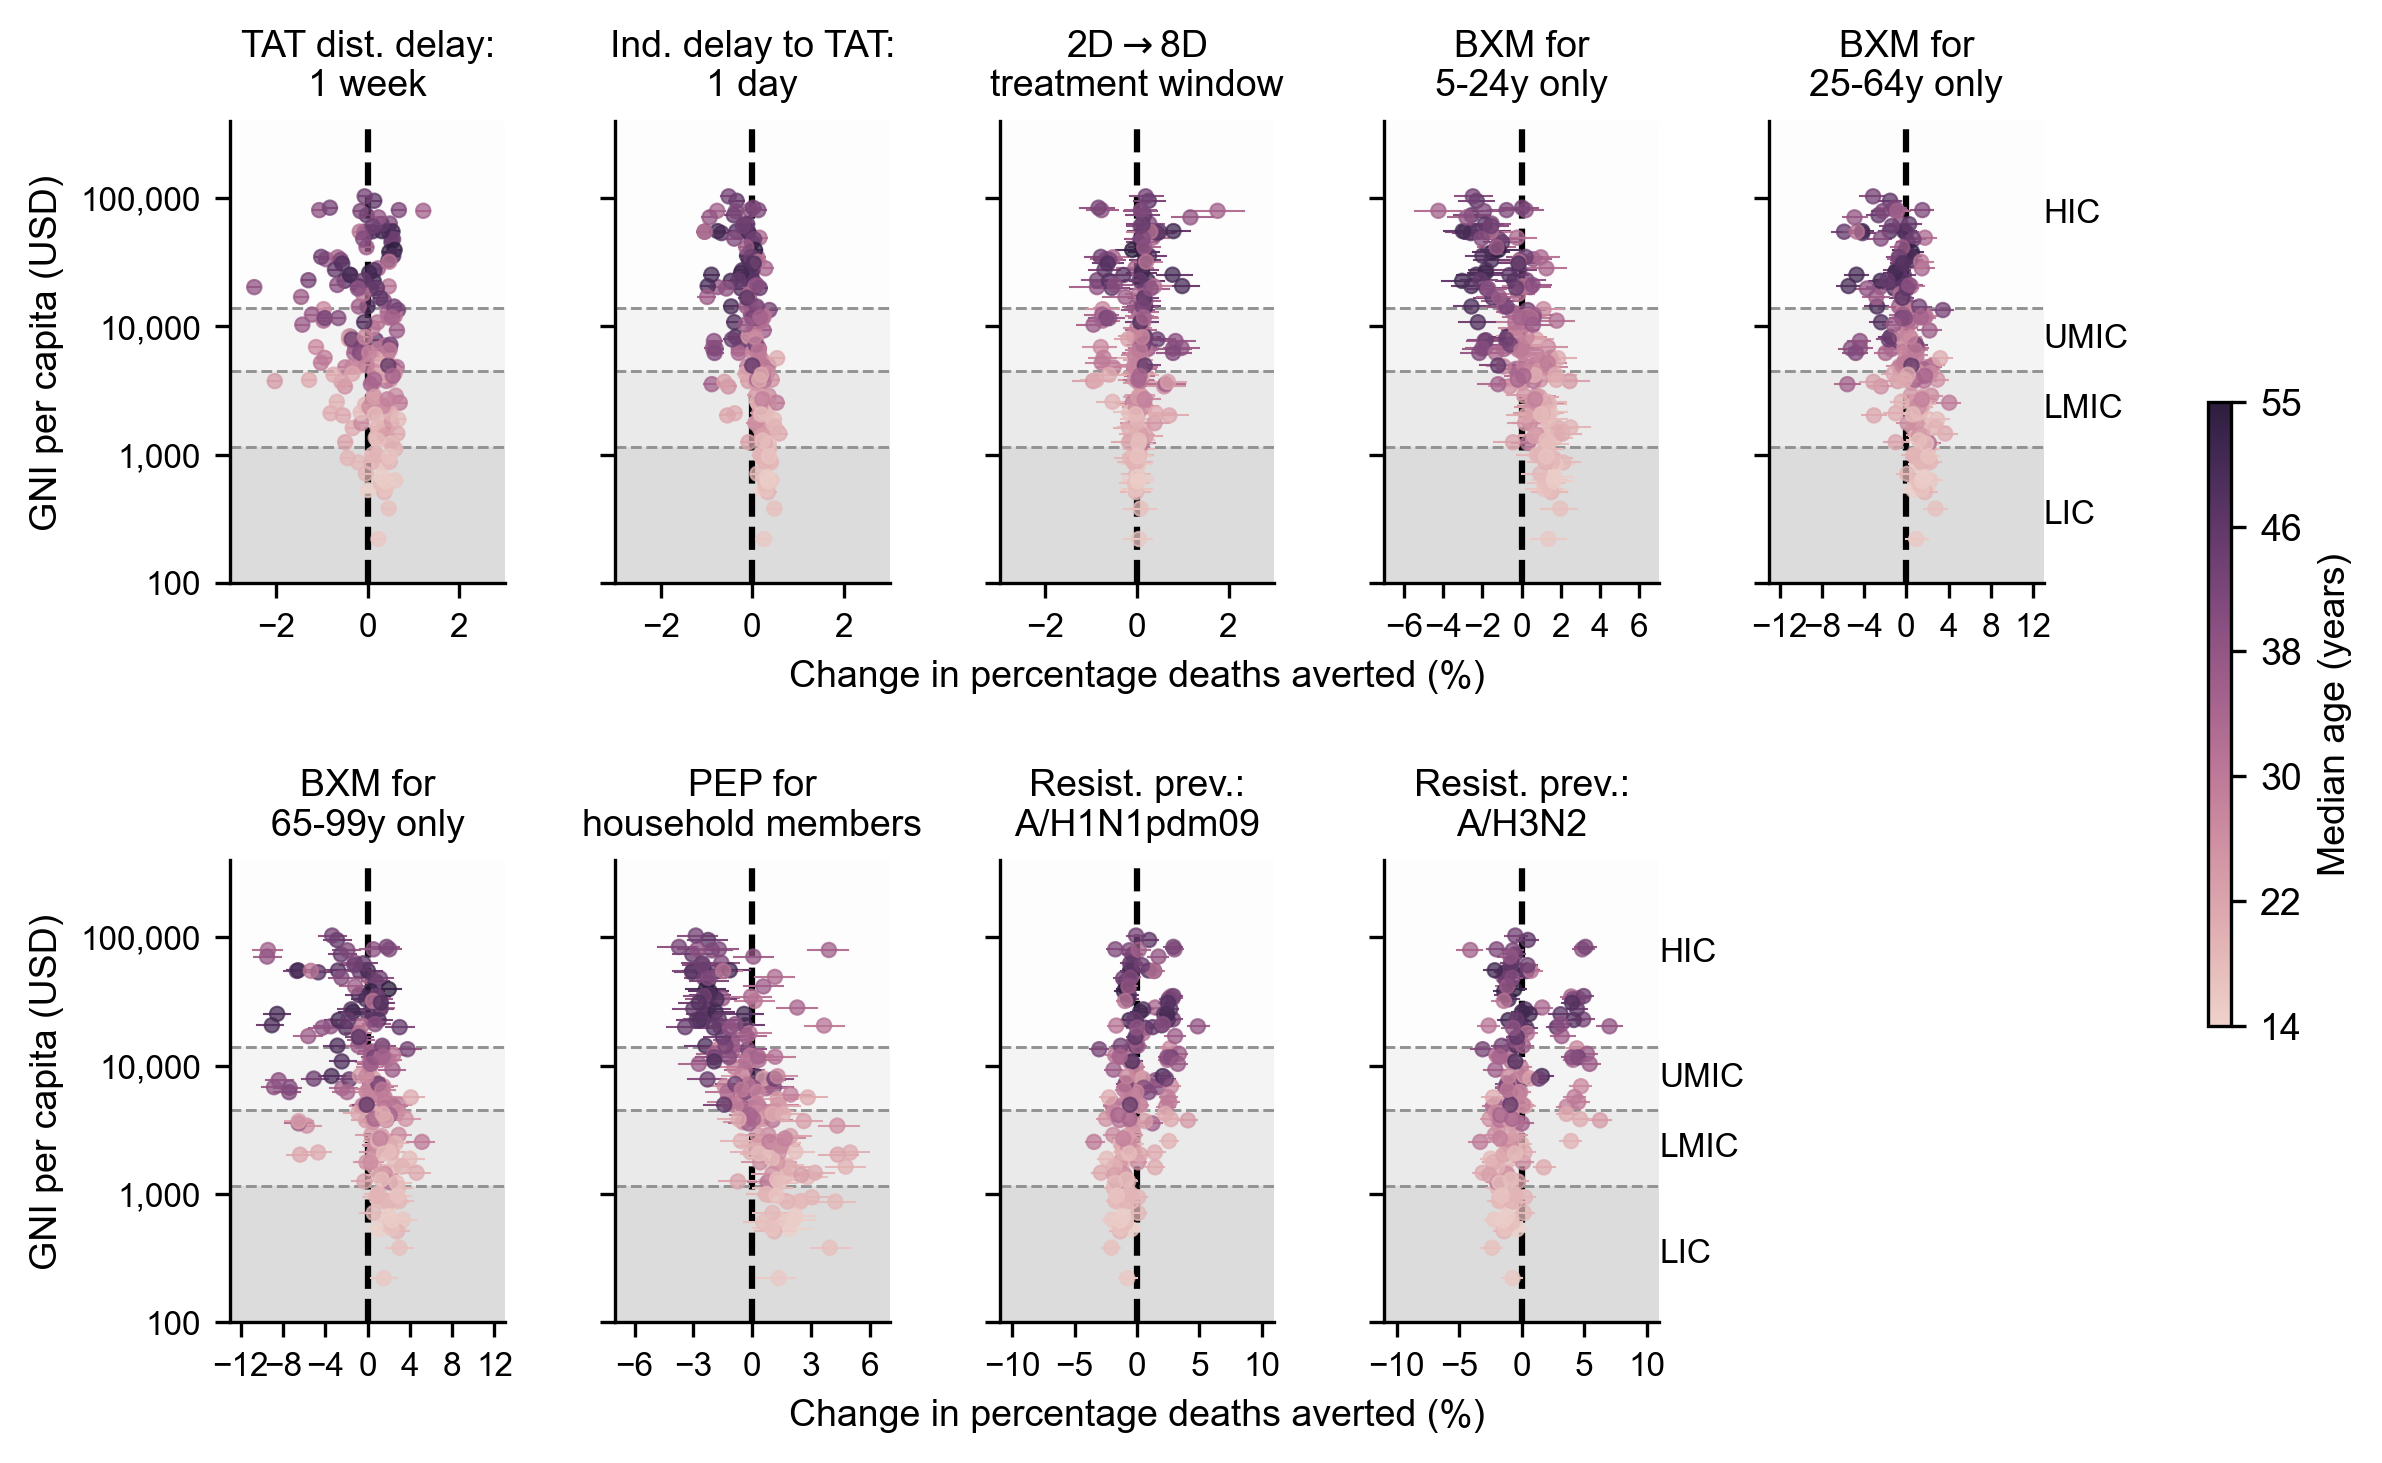 TAT dist. delay:
1 week
Ind. delay to TAT:
1 day
2D → 8D
treatment window
BXM for
5-24y only
BXM for
25-64y only
GNI per capita (USD)
100,000
10,000
1,000
100
HIC
UMIC
LMIC
LIC
−2 0 2
−2 0 2
−2 0 2
−6 −4 −2 0 2 4 6
−12 −8 −4 0 4 8 12
Change in percentage deaths averted (%)
BXM for
65-99y only
PEP for
household members
Resist. prev.:
A/H1N1pdm09
Resist. prev.:
A/H3N2
GNI per capita (USD)
100,000
10,000
1,000
100
HIC
UMIC
LMIC
LIC
−12 −8 −4 0 4 8 12
−6 −3 0 3 6
−10 −5 0 5 10
−10 −5 0 5 10
Change in percentage deaths averted (%)
55
46
38
30
22
14
Median age (years)